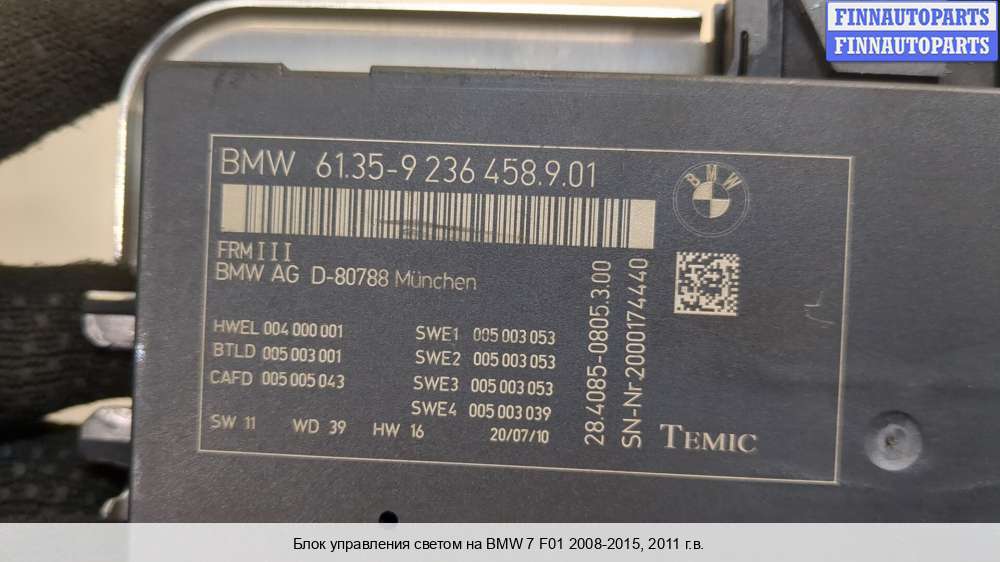 FINNAUTOPARTS
FINNAUTOPARTS
BMW 61.35-9 236 458.9.01
BMW
FRMIII
BMW AG D-80788 München
HWEL 004 000 001
BTLD 005 003 001
CAFD 005 005 043
SWE1 005 003 053
SWE2 005 003 053
SWE3 005 003 053
SWE4 005 003 039
SW 11 WD 39 HW 16 20/07/10
28.4085-0805.3.00
SN-Nr.2000174440
TEMIC
Блок управления светом на BMW 7 F01 2008-2015, 2011 г.в.